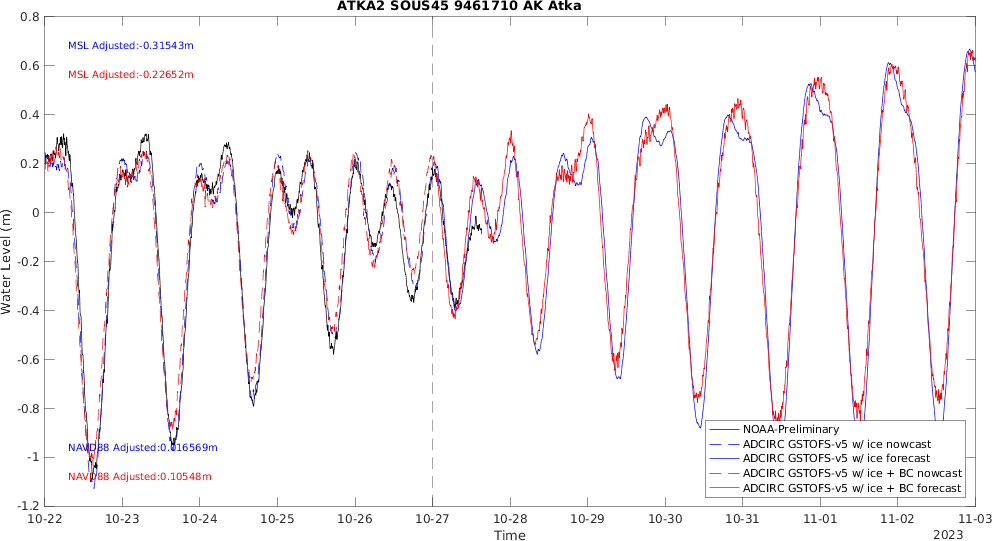 ATKA2 SOUS45 9461710 AK Atka
0.8
0.6
0.4
0.2
0
-0.2
-0.4
-0.6
-0.8
-1
-1.2
Water Level (m)
MSL Adjusted:-0.31543m
MSL Adjusted:-0.22652m
NAVD88 Adjusted:0.016569m
NAVD88 Adjusted:0.10548m
NOAA-Preliminary
ADCIRC GSTOFS-v5 w/ ice nowcast
ADCIRC GSTOFS-v5 w/ ice forecast
ADCIRC GSTOFS-v5 w/ ice + BC nowcast
ADCIRC GSTOFS-v5 w/ ice + BC forecast
10-22 10-23 10-24 10-25 10-26 10-27 10-28 10-29 10-30 10-31 11-01 11-02 11-03
Time
2023